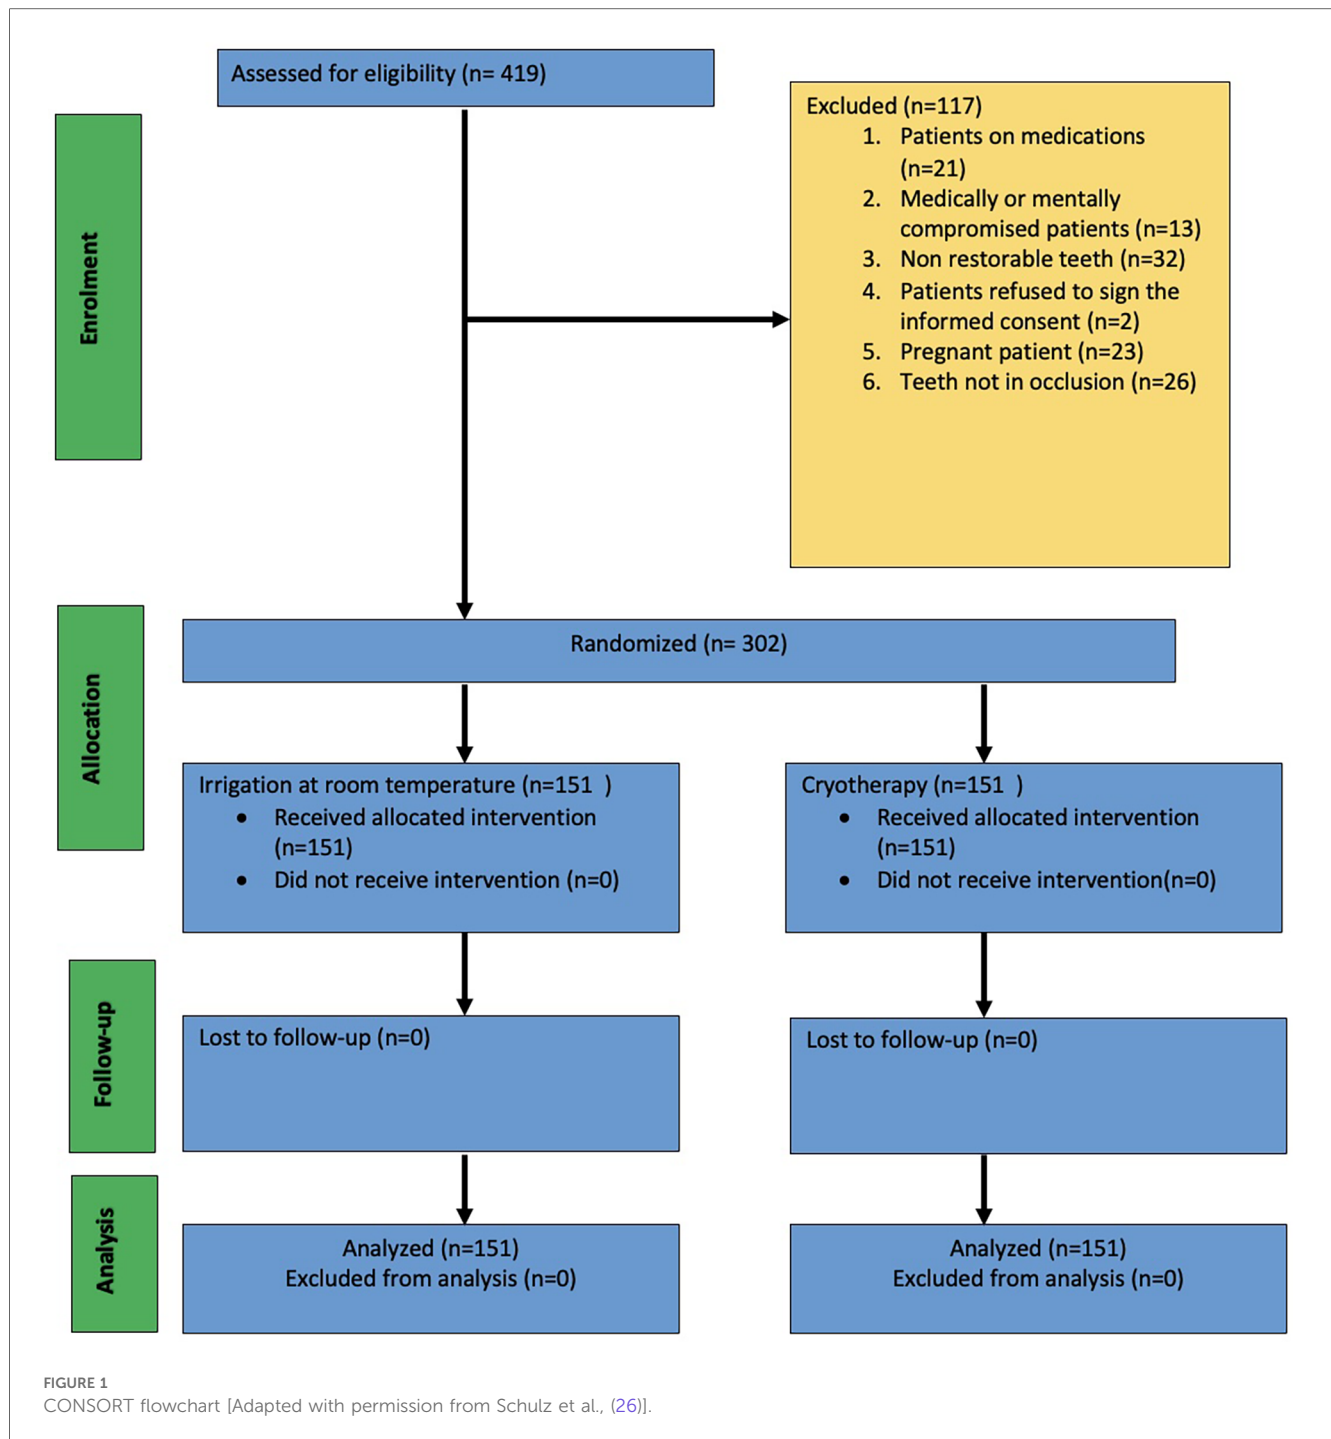 Assessed for eligibility (n= 419)
Excluded (n=117)
1. Patients on medications
(n=21)
2. Medically or mentally
compromised patients (n=13)
3. Non restorable teeth (n=32)
4. Patients refused to sign the
informed consent (n=2)
5. Pregnant patient (n=23)
6. Teeth not in occlusion (n=26)
Enrolment
Randomized (n= 302)
Allocation
Irrigation at room temperature (n=151  )
• Received allocated intervention
(n=151)
• Did not receive intervention (n=0)
Cryotherapy (n=151  )
• Received allocated intervention
(n=151)
• Did not receive intervention(n=0)
Follow-up
Lost to follow-up (n=0)
Lost to follow-up (n=0)
Analysis
Analyzed (n=151)
Excluded from analysis (n=0)
Analyzed (n=151)
Excluded from analysis (n=0)
FIGURE 1
CONSORT flowchart [Adapted with permission from Schulz et al., (26)].